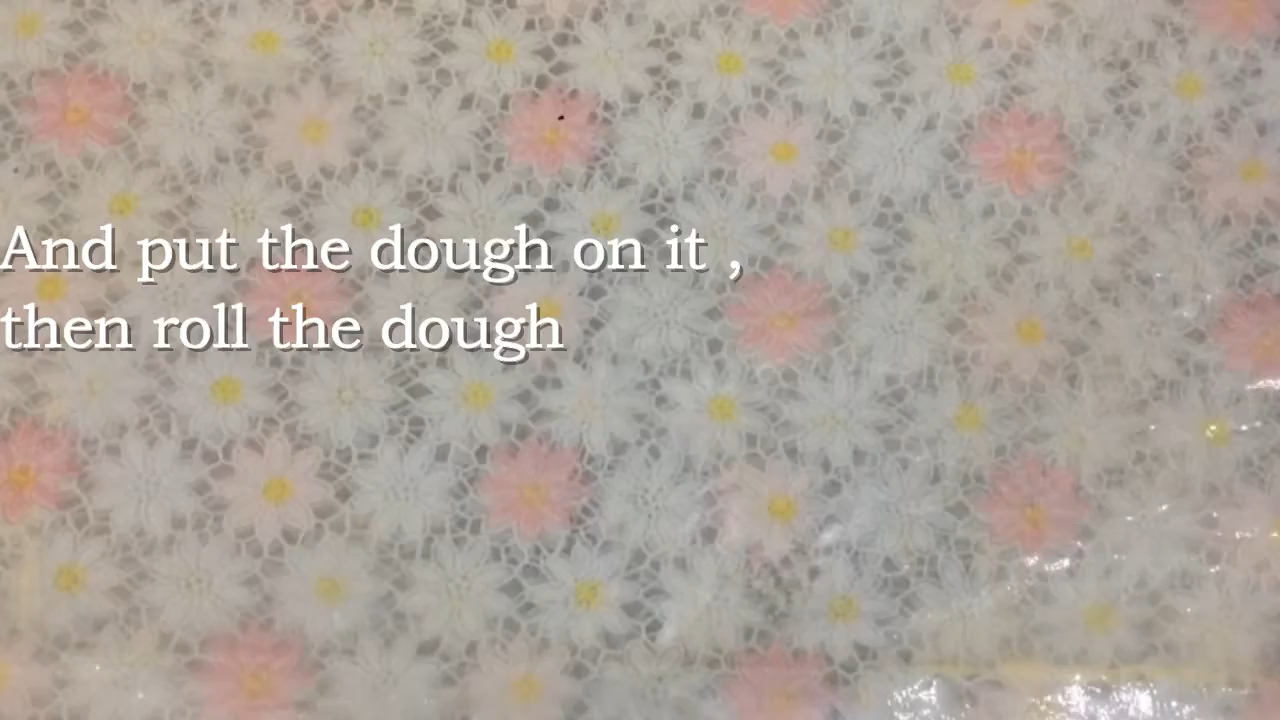 And put the dough on it ,
then roll the dough